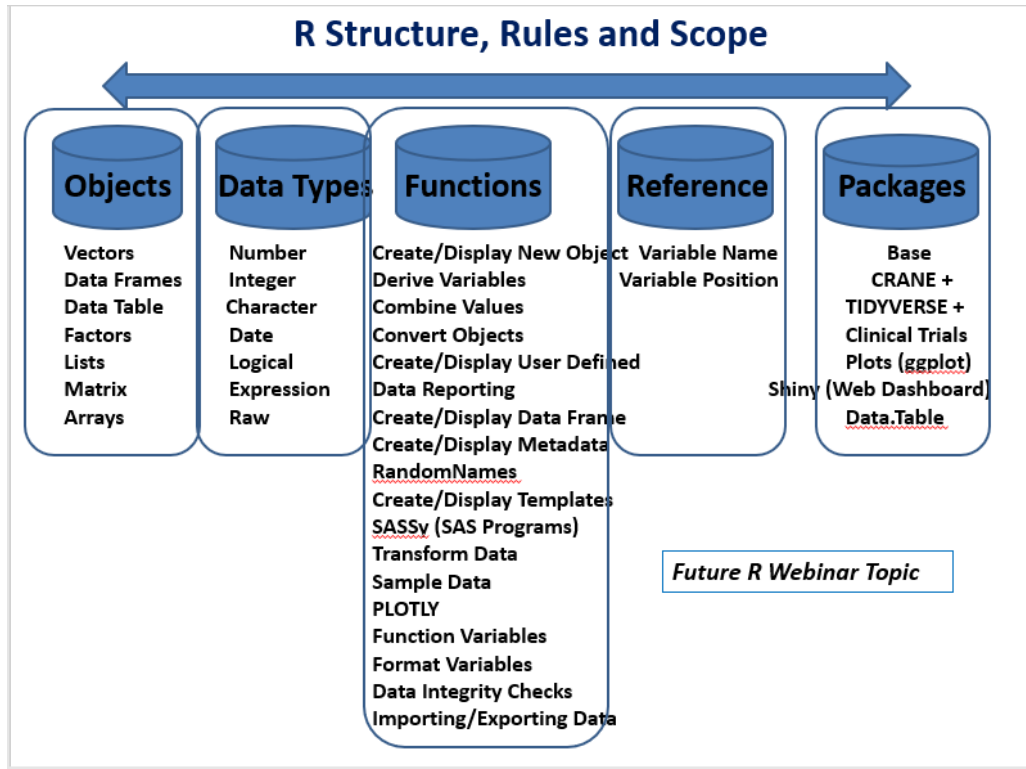 R Structure, Rules and Scope
Objects
Vectors
Data Frames
Data Table
Factors
Lists
Matrix
Arrays
Data Types
Number
Integer
Character
Date
Logical
Expression
Raw
Functions
Create/Display New Object
Derive Variables
Combine Values
Convert Objects
Create/Display User Defined
Data Reporting
Create/Display Data Frame
Create/Display Metadata
RandomNames
Create/Display Templates
SASSy (SAS Programs)
Transform Data
Sample Data
PLOTLY
Function Variables
Format Variables
Data Integrity Checks
Importing/Exporting Data
Reference
Variable Name
Variable Position
Packages
Base
CRANE +
TIDYVERSE +
Clinical Trials
Plots (ggplot)
Shiny (Web Dashboard)
Data.Table
Future R Webinar Topic